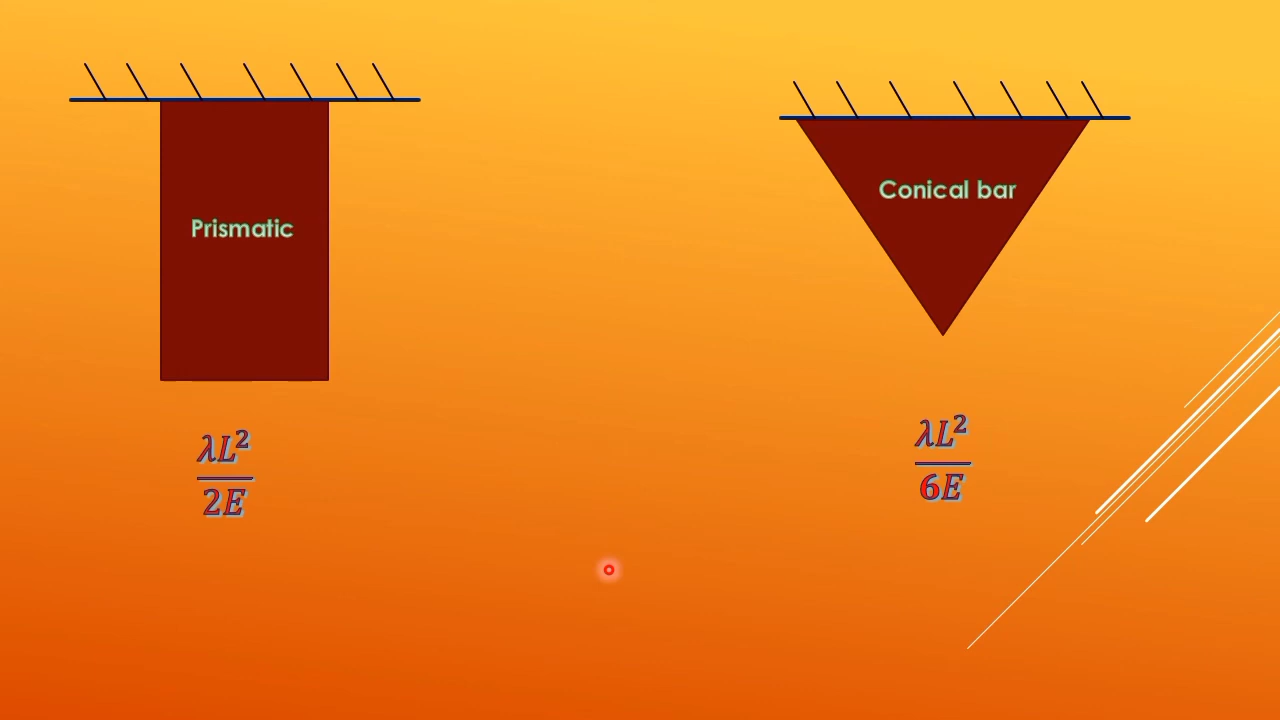 Prismatic
Conical bar
λL²
2E
λL²
6E